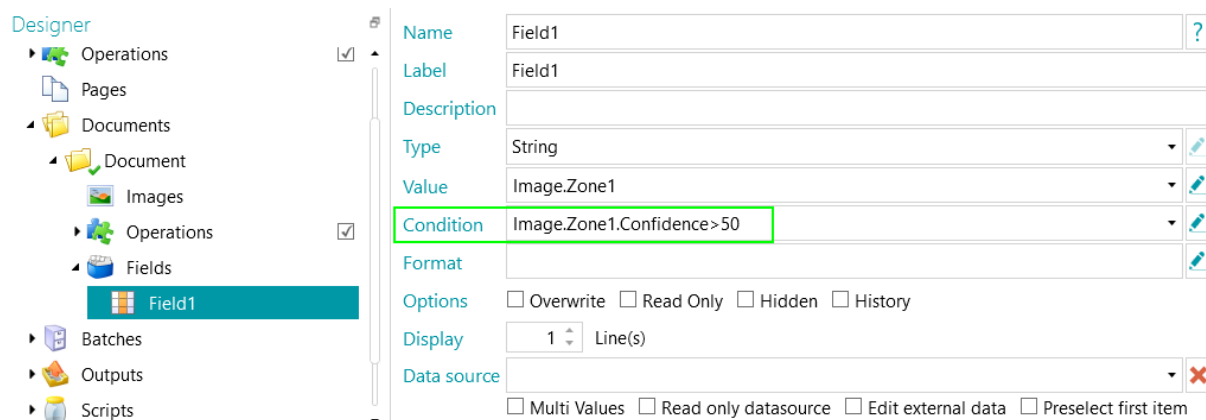 Designer
Operations
Pages
Documents
Document
Images
Operations
Fields
Field1
Batches
Outputs
Scripts
Name Field1 ?
Label Field1
Description
Type String
Value Image.Zone1
Condition Image.Zone1.Confidence>50
Format
Options Overwrite Read Only Hidden History
Display 1 Line(s)
Data source
Multi Values Read only datasource Edit external data Preselect first item